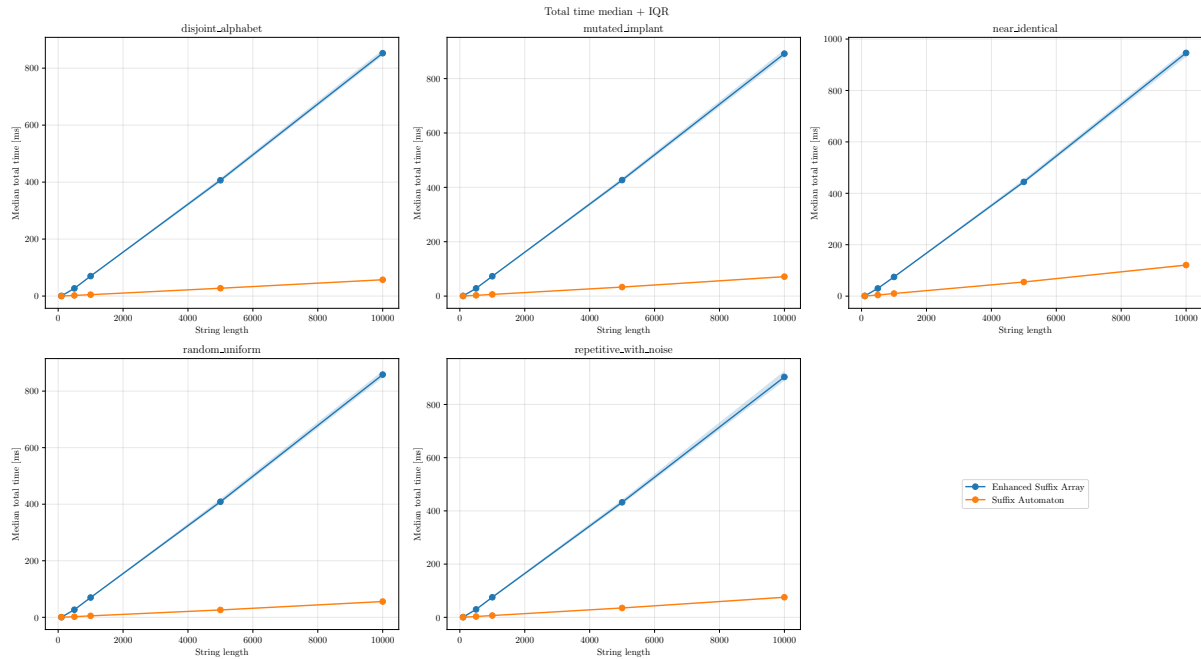 Total time median + IQR
disjoint_alphabet
Median total time [ms]
800
600
400
200
0
0 2000 4000 6000 8000 10000
String length
mutated_implant
Median total time [ms]
800
600
400
200
0
0 2000 4000 6000 8000 10000
String length
near_identical
Median total time [ms]
1000
800
600
400
200
0
0 2000 4000 6000 8000 10000
String length
random_uniform
Median total time [ms]
800
600
400
200
0
0 2000 4000 6000 8000 10000
String length
repetitive_with_noise
Median total time [ms]
800
600
400
200
0
0 2000 4000 6000 8000 10000
String length
Enhanced Suffix Array
Suffix Automaton